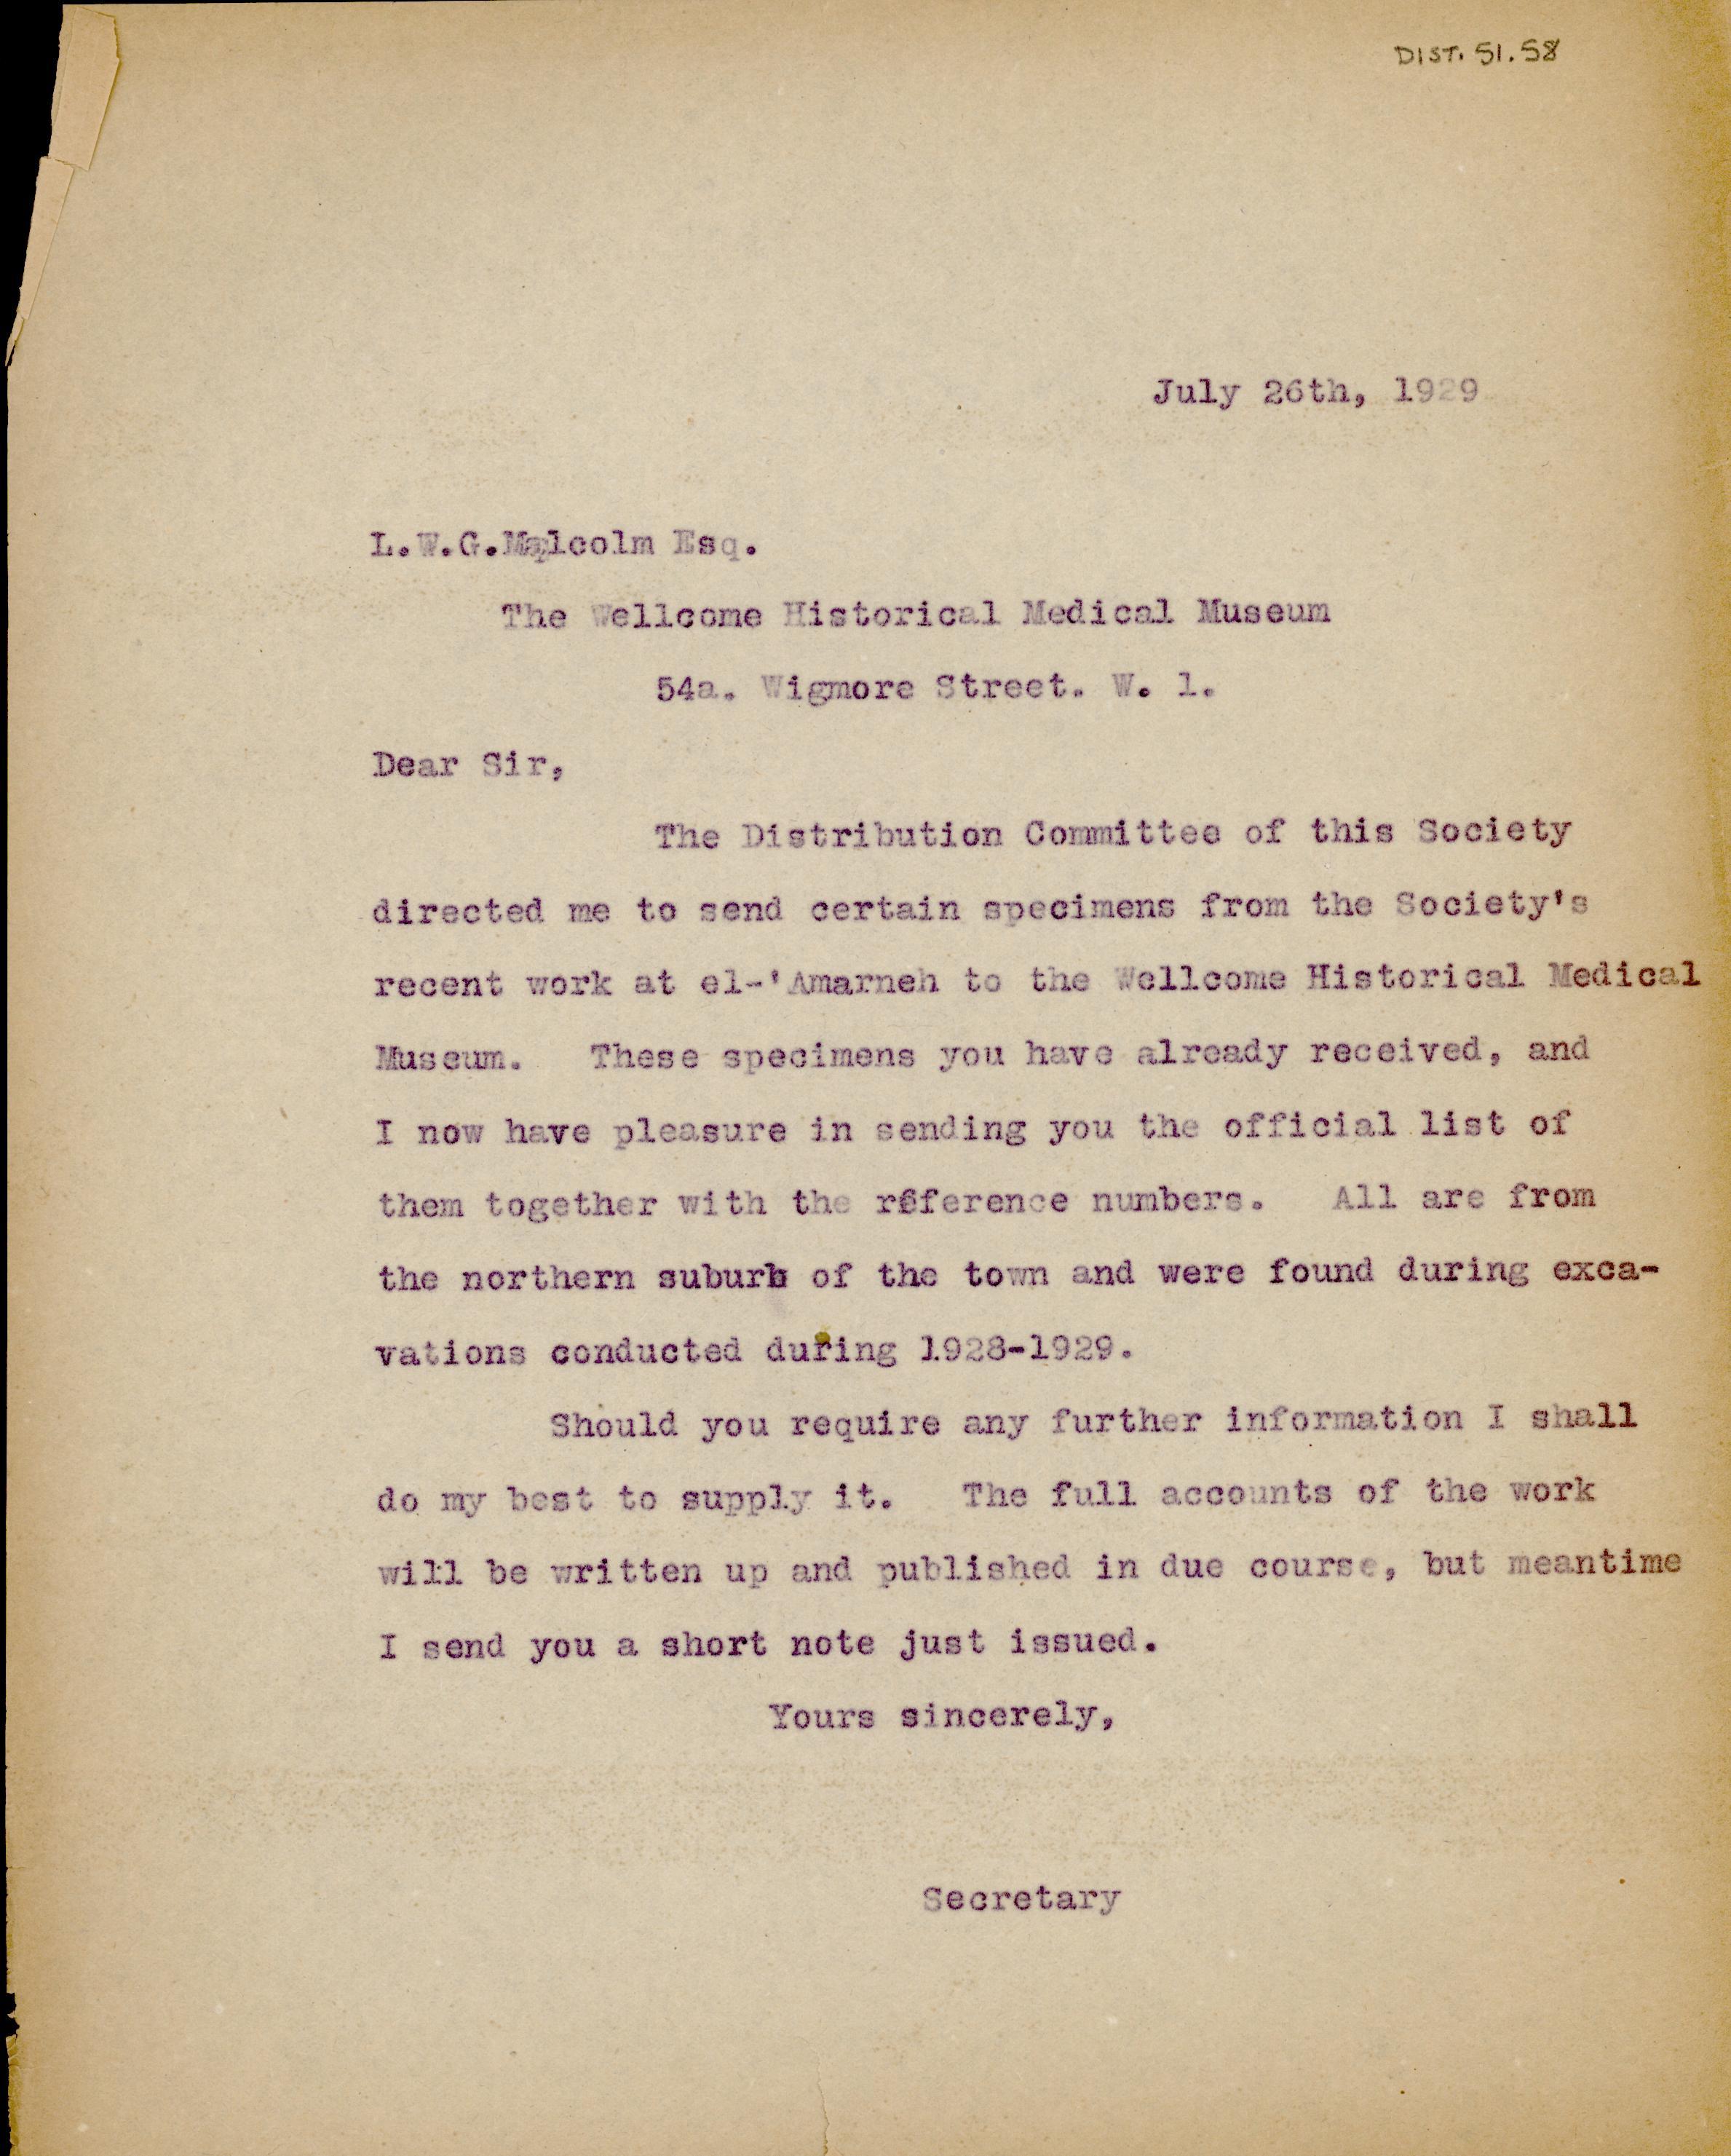 DIST. 51.58
July 26th, 1929
L.W.G.Malcolm Esq.
The Wellcome Historical Medical Museum
54a. Wigmore Street. W. 1.
Dear Sir,
The Distribution Committee of this Society
directed me to send certain specimens from the Society's
recent work at el-'Amarneh to the Wellcome Historical Medical
Museum. These specimens you have already received, and
I now have pleasure in sending you the official list of
them together with the reference numbers. All are from
the northern suburb of the town and were found during exca-
vations conducted during 1928-1929.
Should you require any further information I shall
do my best to supply it. The full accounts of the work
will be written up and published in due course, but meantime
I send you a short note just issued.
Yours sincerely,
Secretary